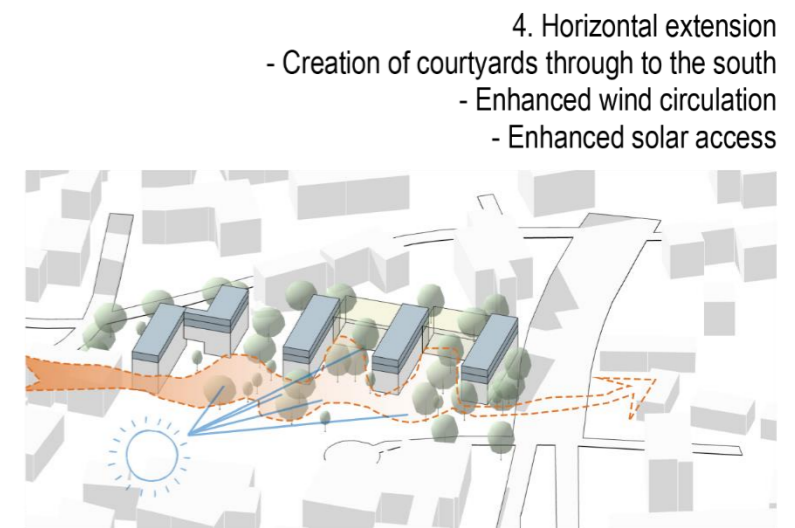 4. Horizontal extension
- Creation of courtyards through to the south
- Enhanced wind circulation
- Enhanced solar access